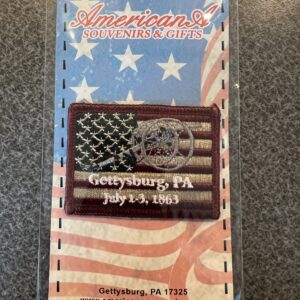 AmericanA
SOUVENIRS & GIFTS
Gettysburg, PA
July 1-3, 1863
Gettysburg, PA 17325